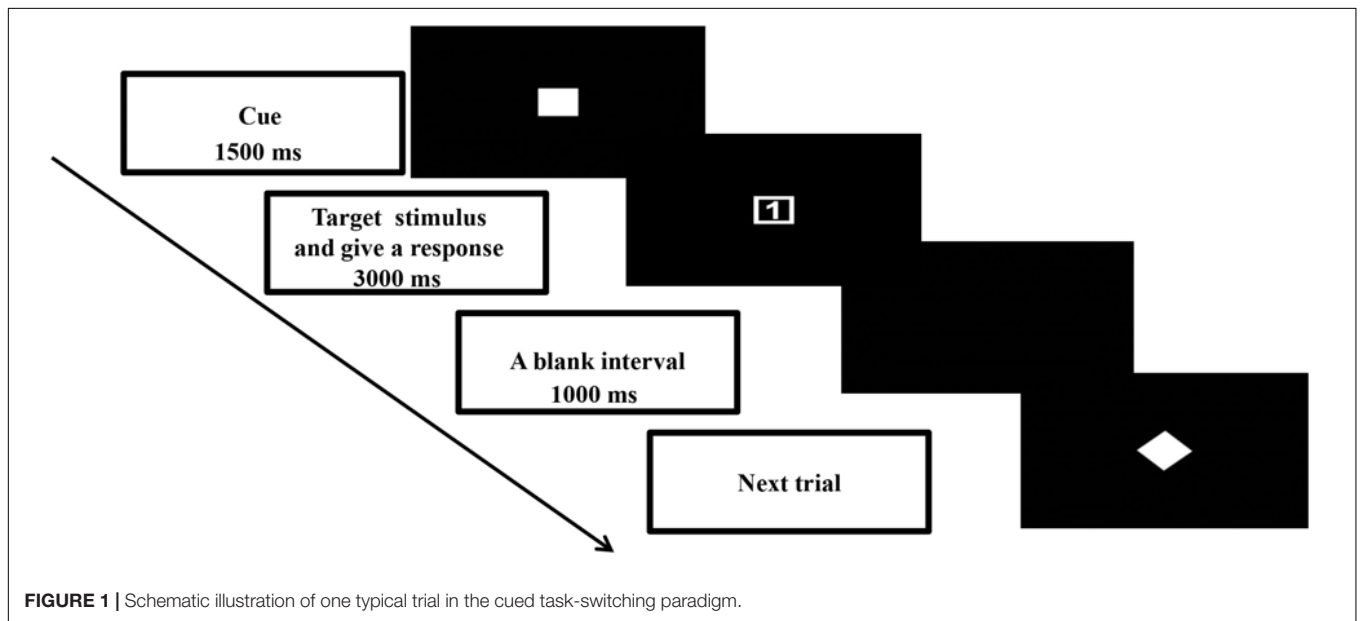 Cue
1500 ms
1
Target stimulus
and give a response
3000 ms
A blank interval
1000 ms
Next trial
FIGURE 1 | Schematic illustration of one typical trial in the cued task-switching paradigm.